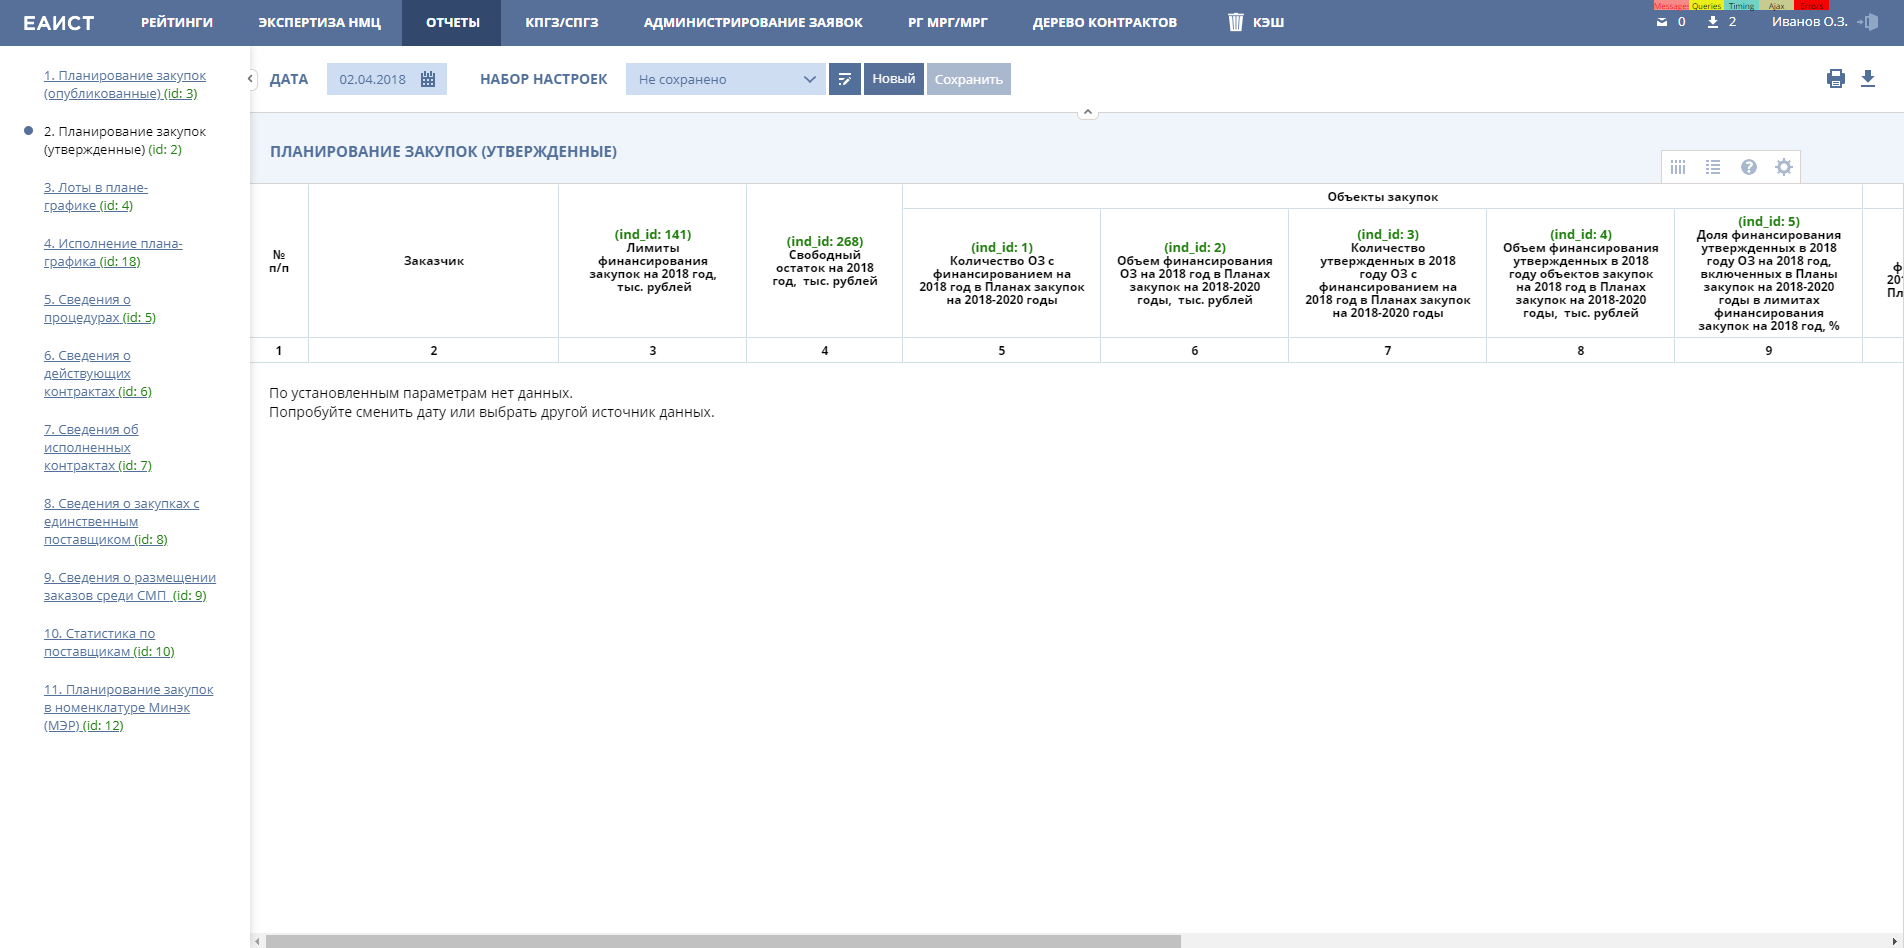 ЕАИСТ
РЕЙТИНГИ
ЭКСПЕРТИЗА НМЦ
ОТЧЕТЫ
КПГЗ/СПГЗ
АДМИНИСТРИРОВАНИЕ ЗАЯВОК
РГ МРГ/МРГ
ДЕРЕВО КОНТРАКТОВ
КЭШ
Messages Queries Timing Ajax Errors
0
2
Иванов О.З.
1. Планирование закупок
(опубликованные) (id: 3)
2. Планирование закупок
(утвержденные) (id: 2)
3. Лоты в плане-
графике (id: 4)
4. Исполнение плана-
графика (id: 18)
5. Сведения о
процедурах (id: 5)
6. Сведения о
действующих
контрактах (id: 6)
7. Сведения об
исполненных
контрактах (id: 7)
8. Сведения о закупках с
единственным
поставщиком (id: 8)
9. Сведения о размещении
заказов среди СМП (id: 9)
10. Статистика по
поставщикам (id: 10)
11. Планирование закупок
в номенклатуре Минэк
(МЭР) (id: 12)
ДАТА
02.04.2018
НАБОР НАСТРОЕК
Не сохранено
Новый
Сохранить
ПЛАНИРОВАНИЕ ЗАКУПОК (УТВЕРЖДЕННЫЕ)
№
п/п
Заказчик
(ind_id: 141)
Лимиты
финансирования
закупок на 2018 год,
тыс. рублей
(ind_id: 268)
Свободный
остаток на 2018
год, тыс. рублей
Объекты закупок
(ind_id: 1)
Количество ОЗ с
финансированием на
2018 год в Планах закупок
на 2018-2020 годы
(ind_id: 2)
Объем финансирования
ОЗ на 2018 год в Планах
закупок на 2018-2020
годы, тыс. рублей
(ind_id: 3)
Количество
утвержденных в 2018
году ОЗ с
финансированием на
2018 год в Планах закупок
на 2018-2020 годы
(ind_id: 4)
Объем финансирования
утвержденных в 2018
году объектов закупок
на 2018 год в Планах
закупок на 2018-2020
годы, тыс. рублей
(ind_id: 5)
Доля финансирования
утвержденных в 2018
году ОЗ на 2018 год,
включенных в Планы
закупок на 2018-2020
годы в лимитах
финансирования
закупок на 2018 год, %
ф
201
Пл
1 2 3 4 5 6 7 8 9
По установленным параметрам нет данных.
Попробуйте сменить дату или выбрать другой источник данных.